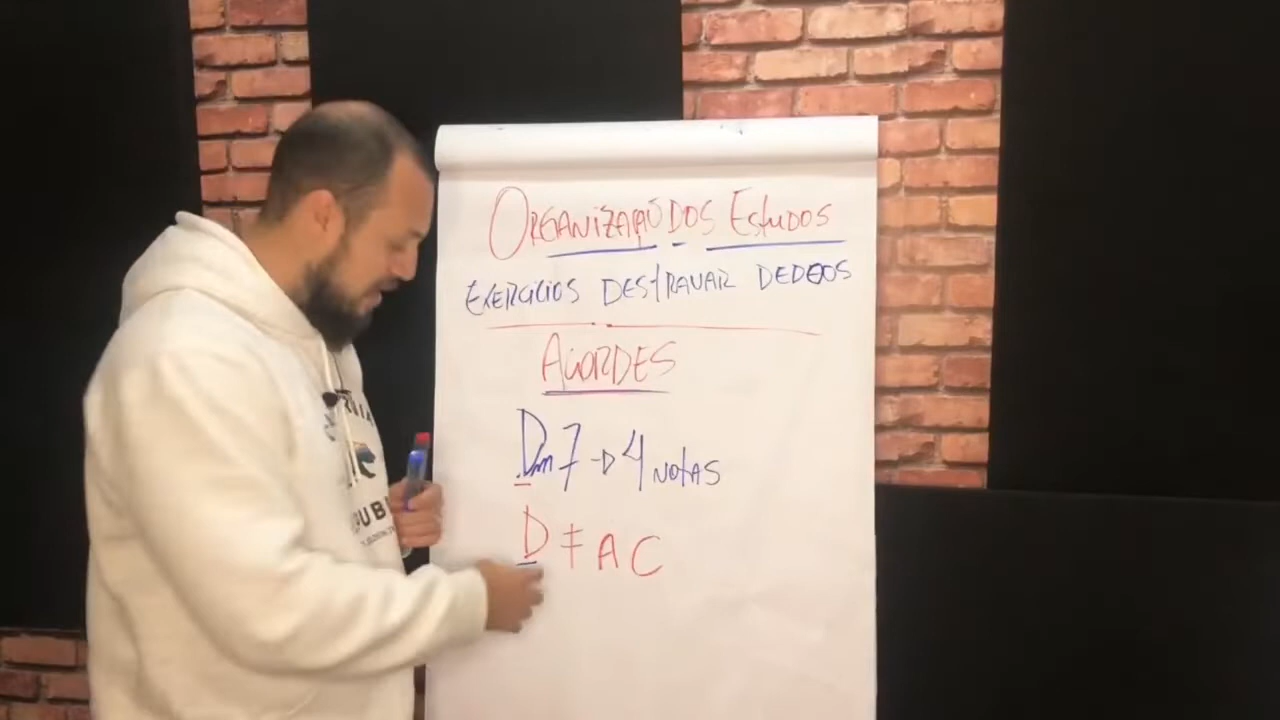 ORGANIZAÇÃO DOS ESTUDOS
EXERCÍCIOS DESTRAVAR DEDOS
ACORDES
Dm7 → 4 NOTAS
D F A C